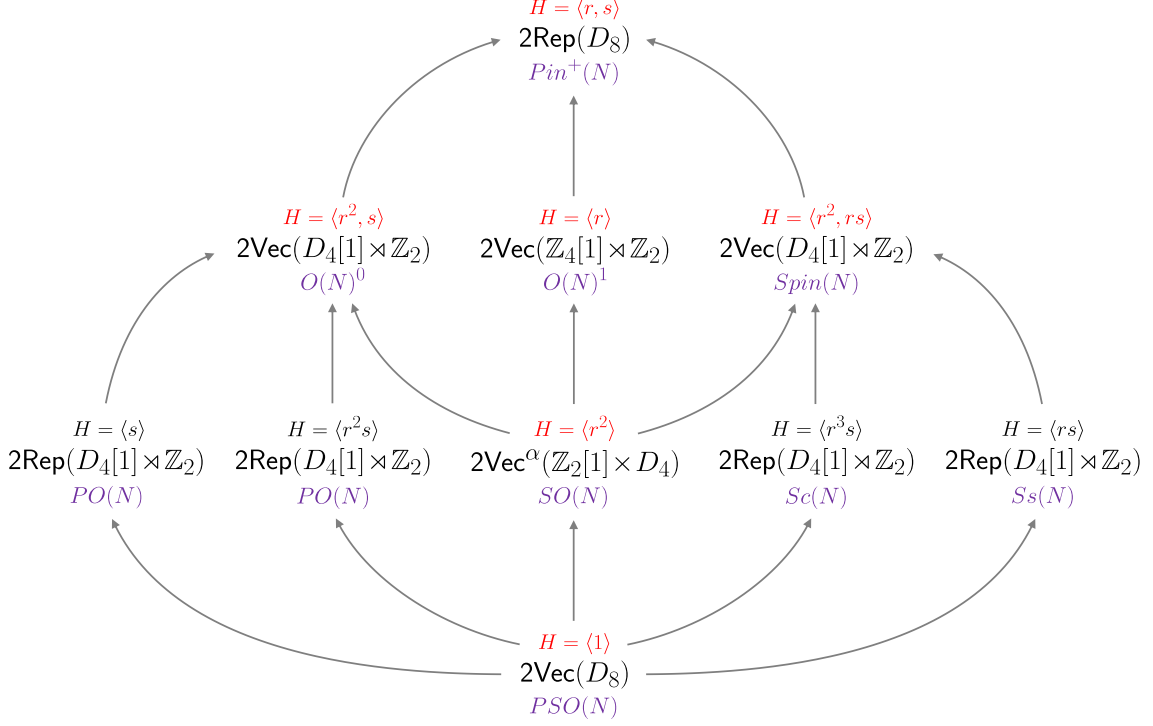 H = ⟨r, s⟩
2Rep(D₈)
Pin⁺(N)
H = ⟨r², s⟩
2Vec(D₄[1]⋊ℤ₂)
O(N)⁰
H = ⟨r⟩
2Vec(ℤ₄[1]⋊ℤ₂)
O(N)¹
H = ⟨r², rs⟩
2Vec(D₄[1]⋊ℤ₂)
Spin(N)
H = ⟨s⟩
2Rep(D₄[1]⋊ℤ₂)
PO(N)
H = ⟨r²s⟩
2Rep(D₄[1]⋊ℤ₂)
PO(N)
H = ⟨r²⟩
2Vec^α(ℤ₂[1]×D₄)
SO(N)
H = ⟨r³s⟩
2Rep(D₄[1]⋊ℤ₂)
Sc(N)
H = ⟨rs⟩
2Rep(D₄[1]⋊ℤ₂)
Ss(N)
H = ⟨1⟩
2Vec(D₈)
PSO(N)